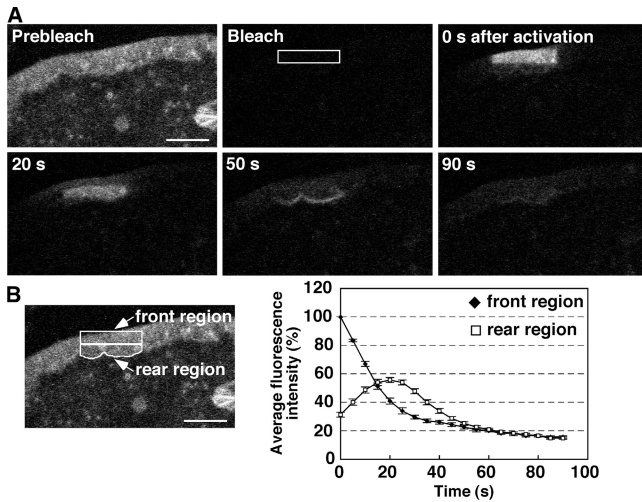 A
Prebleach
Bleach
0 s after activation
20 s
50 s
90 s
B
front region
rear region
Average fluorescence
intensity (%)
120
100
80
60
40
20
0
front region
rear region
0
20
40
60
80
100
Time (s)